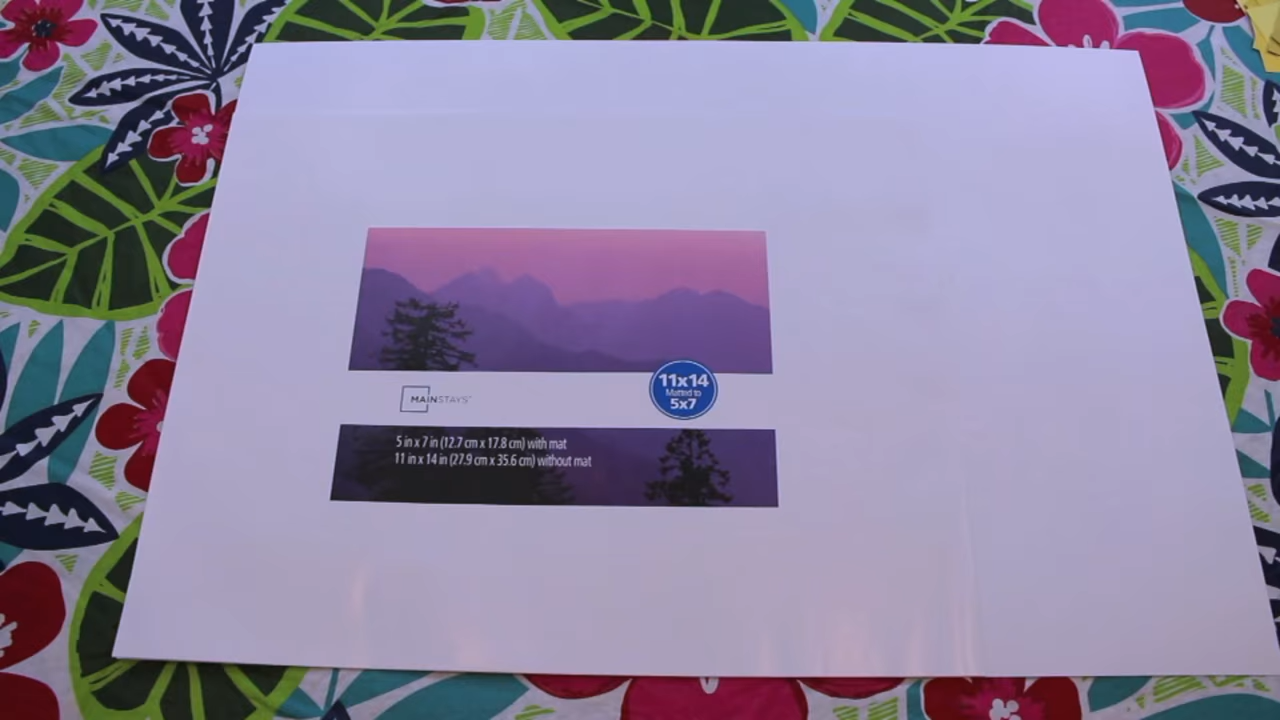 11x14
Matted to
5x7
MAINSTAYS™
5 in x 7 in (12.7 cm x 17.8 cm) with mat
11 in x 14 in (27.9 cm x 35.6 cm) without mat